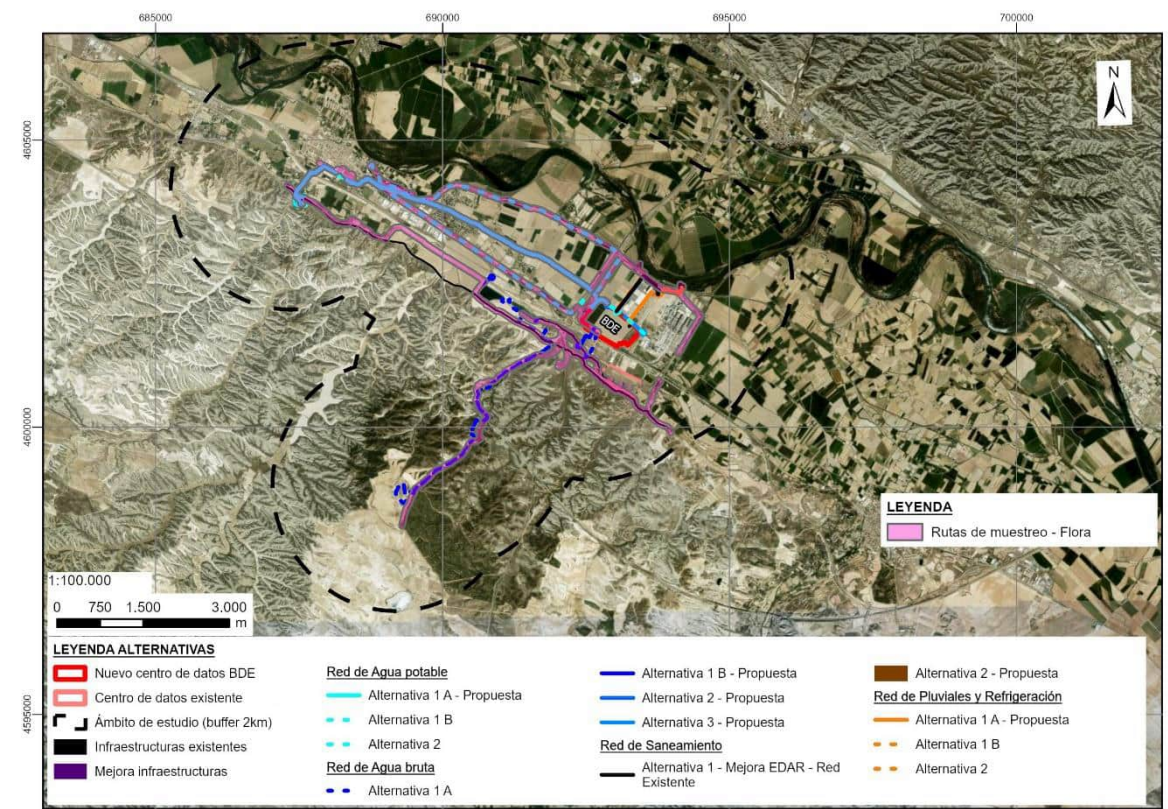 685000
690000
695000
700000
N
4605000
4600000
4595000
BDE
LEYENDA
Rutas de muestreo - Flora
1:100.000
0 750 1.500 3.000
m
LEYENDA ALTERNATIVAS
Nuevo centro de datos BDE
Centro de datos existente
Ámbito de estudio (buffer 2km)
Infraestructuras existentes
Mejora infraestructuras
Red de Agua potable
Alternativa 1 A - Propuesta
Alternativa 1 B
Alternativa 2
Red de Agua bruta
Alternativa 1 A
Alternativa 1 B - Propuesta
Alternativa 2 - Propuesta
Alternativa 3 - Propuesta
Red de Saneamiento
Alternativa 1 - Mejora EDAR - Red
Existente
Alternativa 2 - Propuesta
Red de Pluviales y Refrigeración
Alternativa 1 A - Propuesta
Alternativa 1 B
Alternativa 2